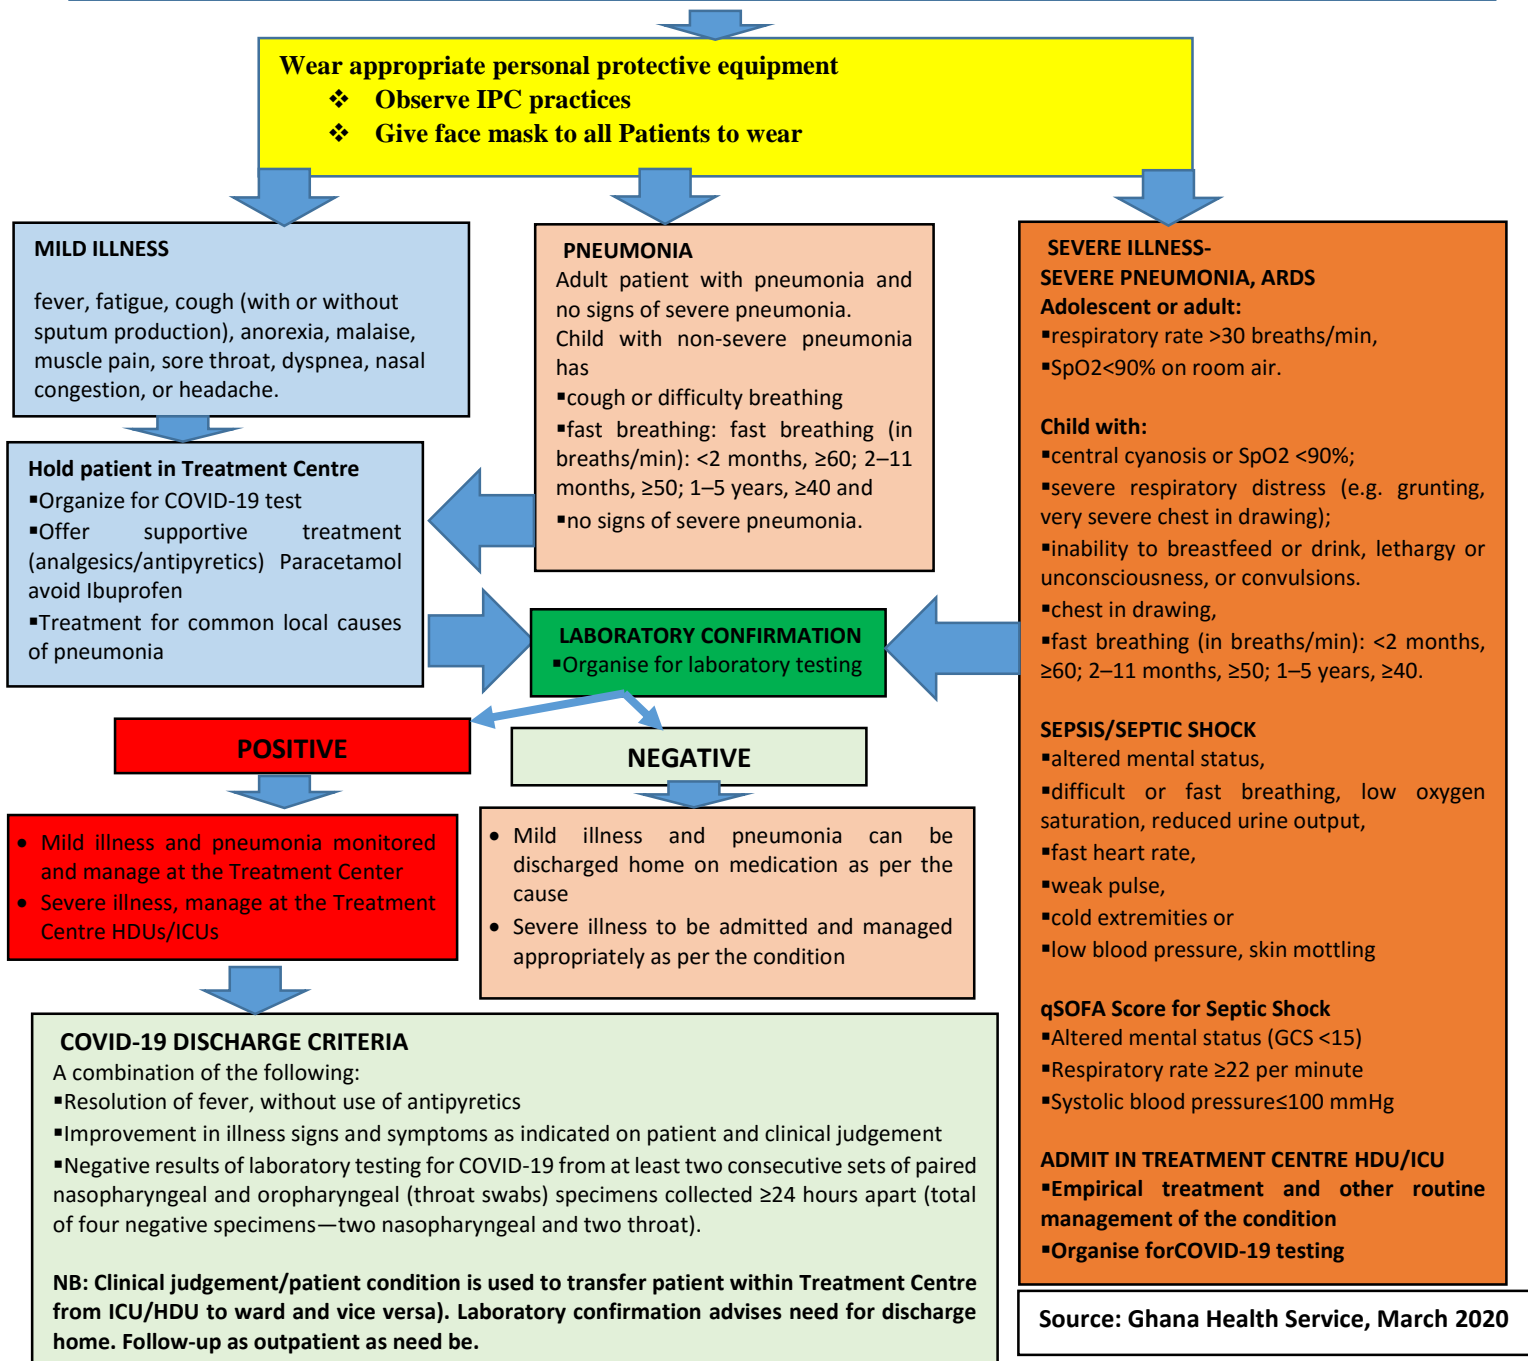 Wear appropriate personal protective equipment
❖ Observe IPC practices
❖ Give face mask to all Patients to wear
MILD ILLNESS
fever, fatigue, cough (with or without
sputum production), anorexia, malaise,
muscle pain, sore throat, dyspnea, nasal
congestion, or headache.
Hold patient in Treatment Centre
▪Organize for COVID-19 test
▪Offer supportive treatment
(analgesics/antipyretics) Paracetamol
avoid Ibuprofen
▪Treatment for common local causes
of pneumonia
PNEUMONIA
Adult patient with pneumonia and
no signs of severe pneumonia.
Child with non-severe pneumonia
has
▪cough or difficulty breathing
▪fast breathing: fast breathing (in
breaths/min): <2 months, ≥60; 2–11
months, ≥50; 1–5 years, ≥40 and
▪no signs of severe pneumonia.
SEVERE ILLNESS-
SEVERE PNEUMONIA, ARDS
Adolescent or adult:
▪respiratory rate >30 breaths/min,
▪SpO2<90% on room air.
Child with:
▪central cyanosis or SpO2 <90%;
▪severe respiratory distress (e.g. grunting,
very severe chest in drawing);
▪inability to breastfeed or drink, lethargy or
unconsciousness, or convulsions.
▪chest in drawing,
▪fast breathing (in breaths/min): <2 months,
≥60; 2–11 months, ≥50; 1–5 years, ≥40.
SEPSIS/SEPTIC SHOCK
▪altered mental status,
▪difficult or fast breathing, low oxygen
saturation, reduced urine output,
▪fast heart rate,
▪weak pulse,
▪cold extremities or
▪low blood pressure, skin mottling
qSOFA Score for Septic Shock
▪Altered mental status (GCS <15)
▪Respiratory rate ≥22 per minute
▪Systolic blood pressure≤100 mmHg
ADMIT IN TREATMENT CENTRE HDU/ICU
▪Empirical treatment and other routine
management of the condition
▪Organise forCOVID-19 testing
LABORATORY CONFIRMATION
▪Organise for laboratory testing
POSITIVE
NEGATIVE
• Mild illness and pneumonia monitored
and manage at the Treatment Center
• Severe illness, manage at the Treatment
Centre HDUs/ICUs
• Mild illness and pneumonia can be
discharged home on medication as per the
cause
• Severe illness to be admitted and managed
appropriately as per the condition
COVID-19 DISCHARGE CRITERIA
A combination of the following:
▪Resolution of fever, without use of antipyretics
▪Improvement in illness signs and symptoms as indicated on patient and clinical judgement
▪Negative results of laboratory testing for COVID-19 from at least two consecutive sets of paired
nasopharyngeal and oropharyngeal (throat swabs) specimens collected ≥24 hours apart (total
of four negative specimens—two nasopharyngeal and two throat).
NB: Clinical judgement/patient condition is used to transfer patient within Treatment Centre
from ICU/HDU to ward and vice versa). Laboratory confirmation advises need for discharge
home. Follow-up as outpatient as need be.
Source: Ghana Health Service, March 2020